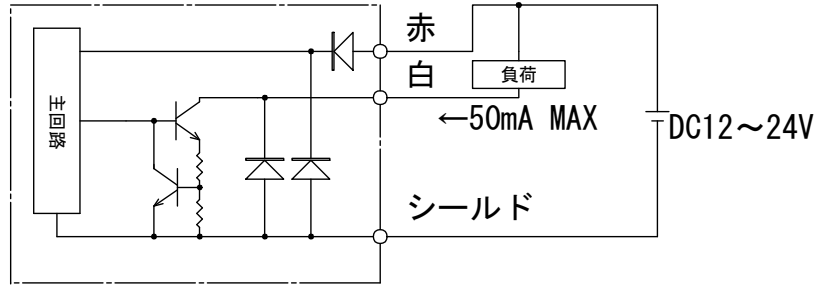 赤
白
負荷
主回路
←50mA MAX
DC12～24V
シールド